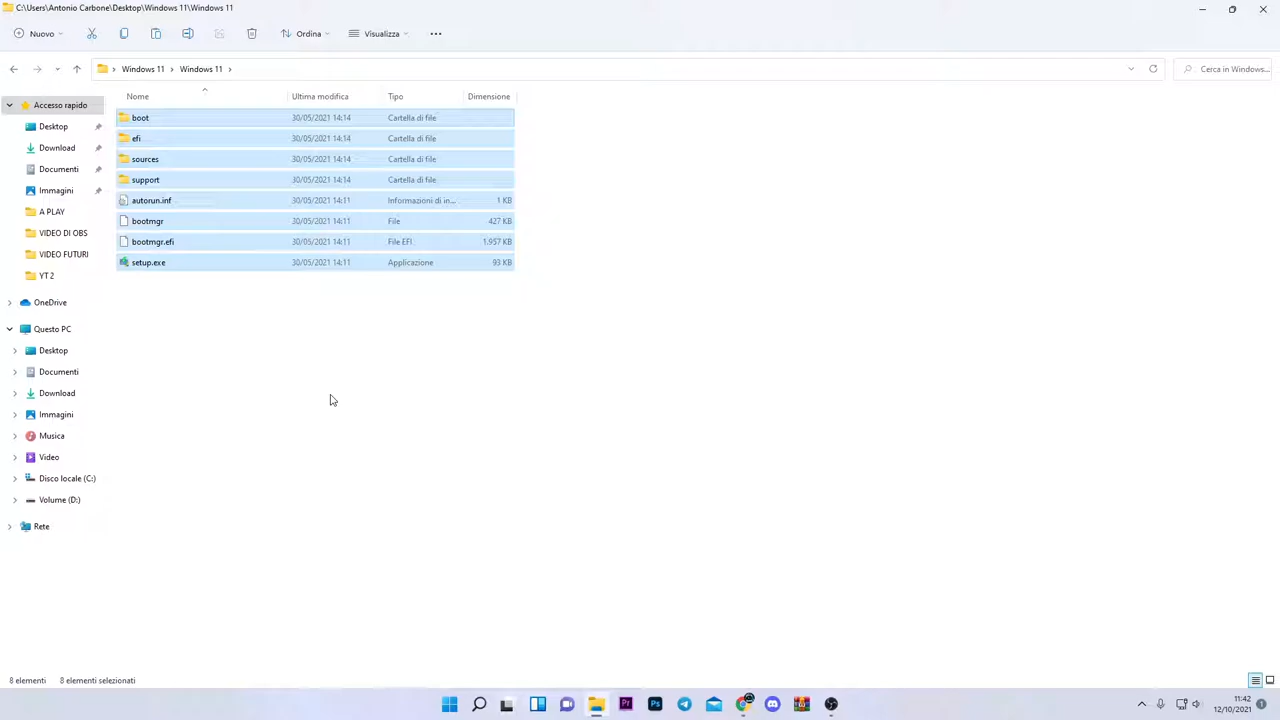 C:\Users\Antonio Carbone\Desktop\Windows 11\Windows 11
Nuovo
Ordina
Visualizza
Windows 11 > Windows 11 >
Cerca in Windows...
Nome Ultima modifica Tipo Dimensione
Accesso rapido
Desktop
Download
Documenti
Immagini
A PLAY
VIDEO DI OBS
VIDEO FUTURI
YT 2
OneDrive
Questo PC
Desktop
Documenti
Download
Immagini
Musica
Video
Disco locale (C:)
Volume (D:)
Rete
boot 30/05/2021 14:14 Cartella di file
efi 30/05/2021 14:14 Cartella di file
sources 30/05/2021 14:14 Cartella di file
support 30/05/2021 14:14 Cartella di file
autorun.inf 30/05/2021 14:11 Informazioni di in... 1 KB
bootmgr 30/05/2021 14:11 File 427 KB
bootmgr.efi 30/05/2021 14:11 File EFI 1.957 KB
setup.exe 30/05/2021 14:11 Applicazione 93 KB
8 elementi 8 elementi selezionati
Pr
Ps
11:42
12/10/2021